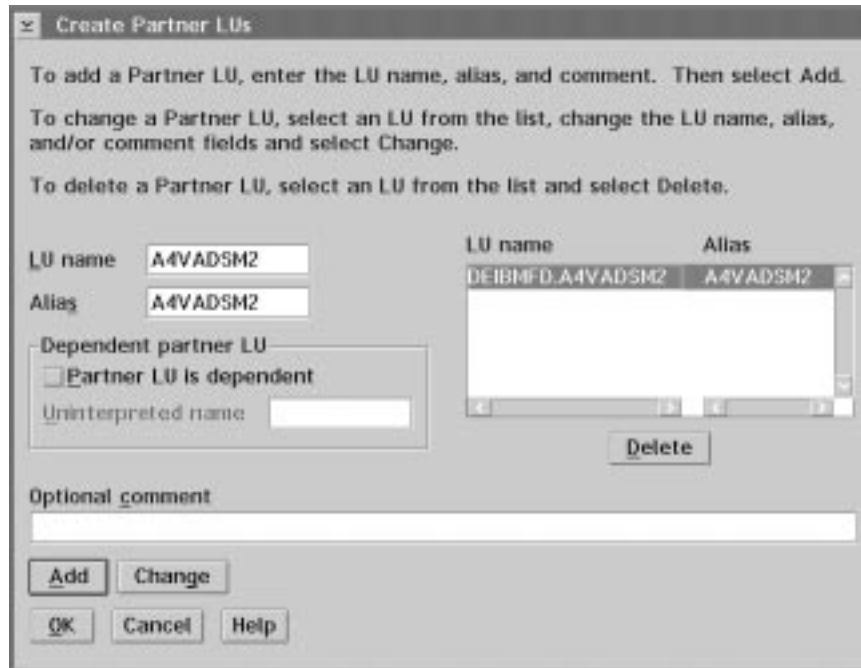 Create Partner LUs
To add a Partner LU, enter the LU name, alias, and comment. Then select Add.
To change a Partner LU, select an LU from the list, change the LU name, alias,
and/or comment fields and select Change.
To delete a Partner LU, select an LU from the list and select Delete.
LU name A4VADSM2
Alias A4VADSM2
Dependent partner LU
Partner LU is dependent
Uninterpreted name
LU name Alias
DEIBMFD.A4VADSM2 A4VADSM2
Delete
Optional comment
Add Change
OK Cancel Help